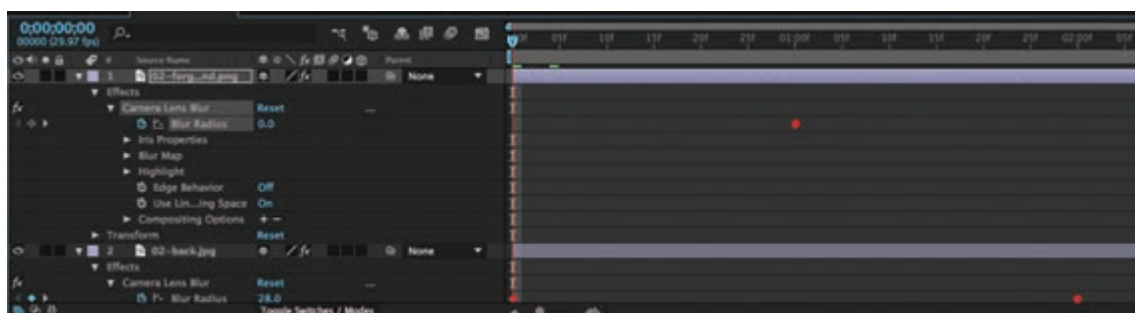 0;00;00;00
00000 (29.97 fps)
05f 10f 15f 20f 25f 01:00f 05f 10f 15f 20f 25f 02:00f 05f
# Source Name Parent
1 02-forg...nd.png None
Effects
fx Camera Lens Blur Reset ...
Blur Radius 0.0
Iris Properties
Blur Map
Highlight
Edge Behavior Off
Use Lin...ing Space On
Compositing Options + −
Transform Reset
2 02-back.jpg None
Effects
fx Camera Lens Blur Reset ...
Blur Radius 28.0
Toggle Switches / Modes